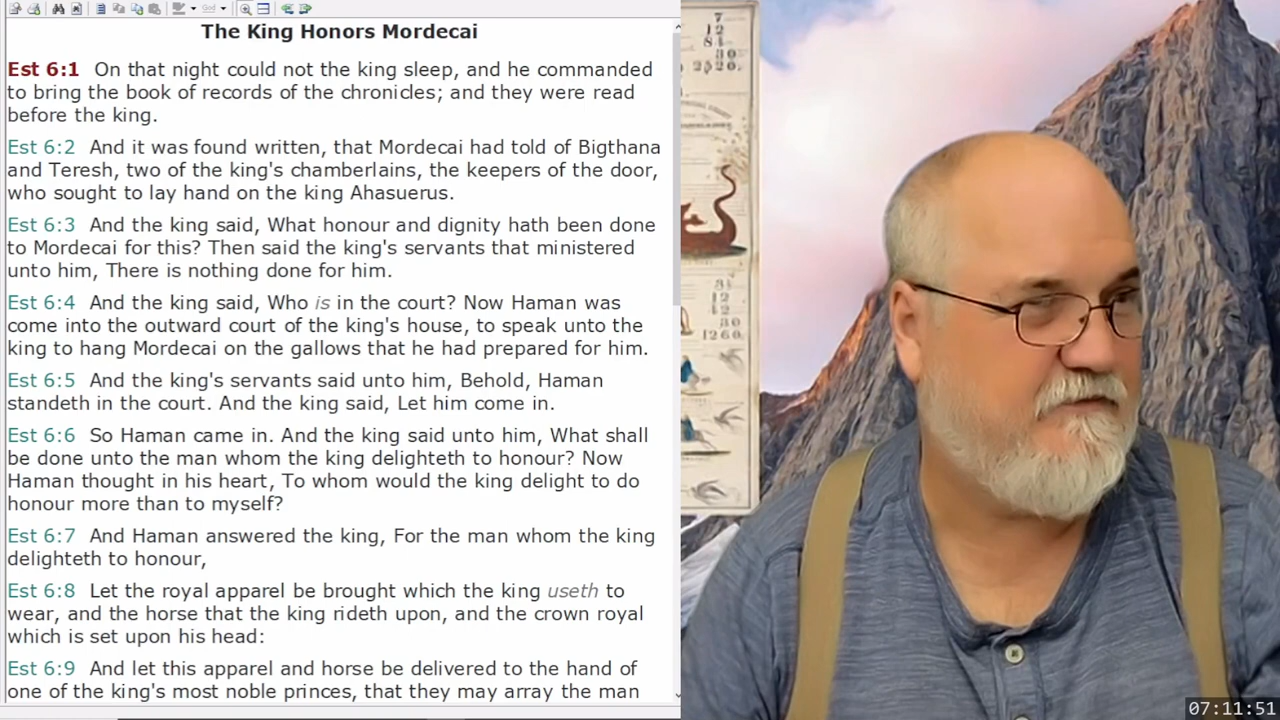 The King Honors Mordecai
Est 6:1 On that night could not the king sleep, and he commanded
to bring the book of records of the chronicles; and they were read
before the king.
Est 6:2 And it was found written, that Mordecai had told of Bigthana
and Teresh, two of the king's chamberlains, the keepers of the door,
who sought to lay hand on the king Ahasuerus.
Est 6:3 And the king said, What honour and dignity hath been done
to Mordecai for this? Then said the king's servants that ministered
unto him, There is nothing done for him.
Est 6:4 And the king said, Who is in the court? Now Haman was
come into the outward court of the king's house, to speak unto the
king to hang Mordecai on the gallows that he had prepared for him.
Est 6:5 And the king's servants said unto him, Behold, Haman
standeth in the court. And the king said, Let him come in.
Est 6:6 So Haman came in. And the king said unto him, What shall
be done unto the man whom the king delighteth to honour? Now
Haman thought in his heart, To whom would the king delight to do
honour more than to myself?
Est 6:7 And Haman answered the king, For the man whom the king
delighteth to honour,
Est 6:8 Let the royal apparel be brought which the king useth to
wear, and the horse that the king rideth upon, and the crown royal
which is set upon his head:
Est 6:9 And let this apparel and horse be delivered to the hand of
one of the king's most noble princes, that they may array the man
7
12
84
30
2520.
12
30
1260
07:11:51